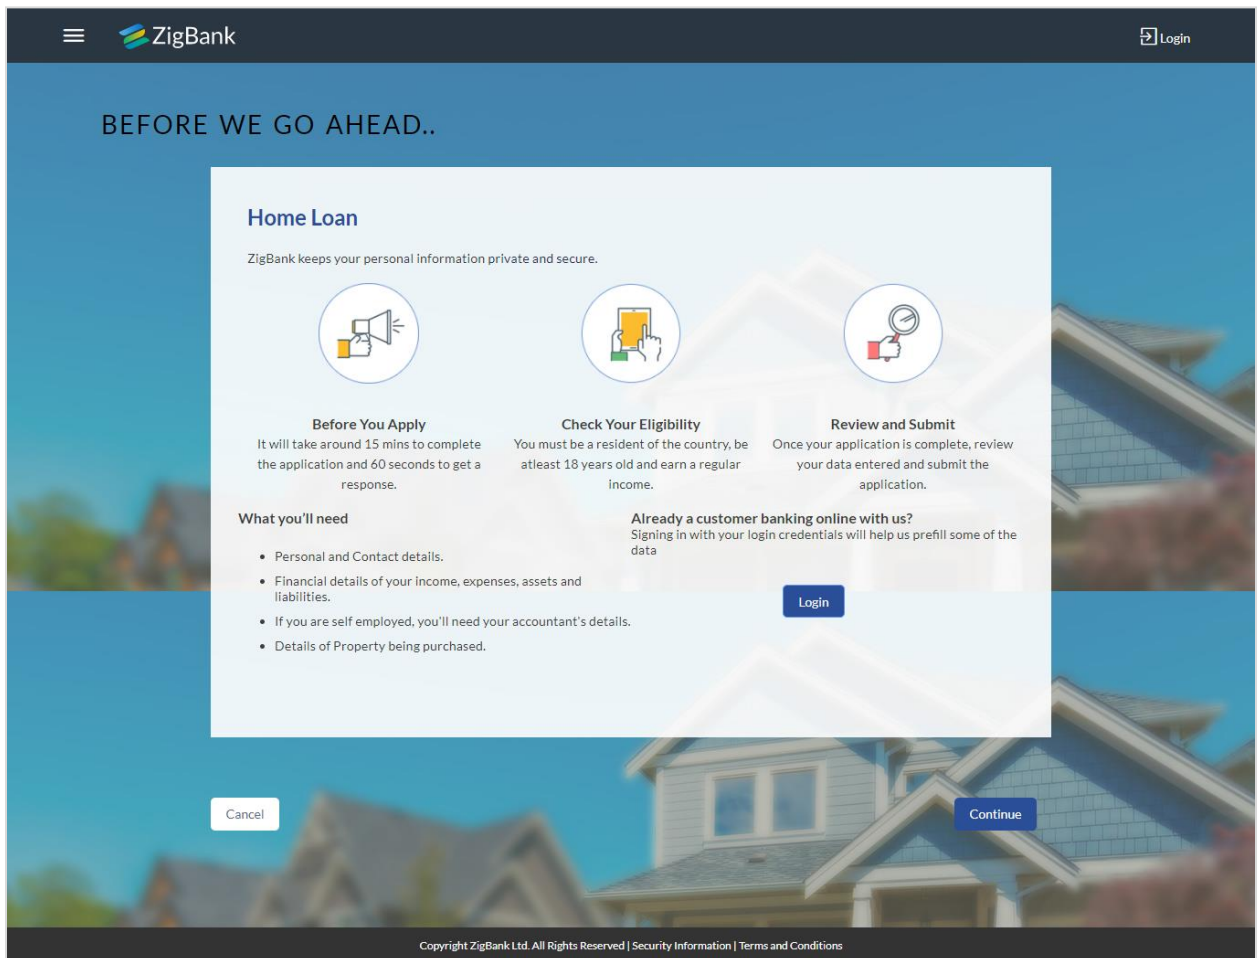 ZigBank
Login
BEFORE WE GO AHEAD..
Home Loan
ZigBank keeps your personal information private and secure.
Before You Apply
It will take around 15 mins to complete
the application and 60 seconds to get a
response.
Check Your Eligibility
You must be a resident of the country, be
atleast 18 years old and earn a regular
income.
Review and Submit
Once your application is complete, review
your data entered and submit the
application.
What you'll need
• Personal and Contact details.
• Financial details of your income, expenses, assets and
liabilities.
• If you are self employed, you'll need your accountant's details.
• Details of Property being purchased.
Already a customer banking online with us?
Signing in with your login credentials will help us prefill some of the
data
Login
Cancel
Continue
Copyright ZigBank Ltd. All Rights Reserved | Security Information | Terms and Conditions